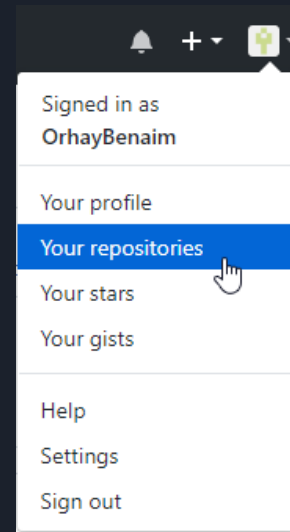 Signed in as
OrhayBenaim
Your profile
Your repositories
Your stars
Your gists
Help
Settings
Sign out